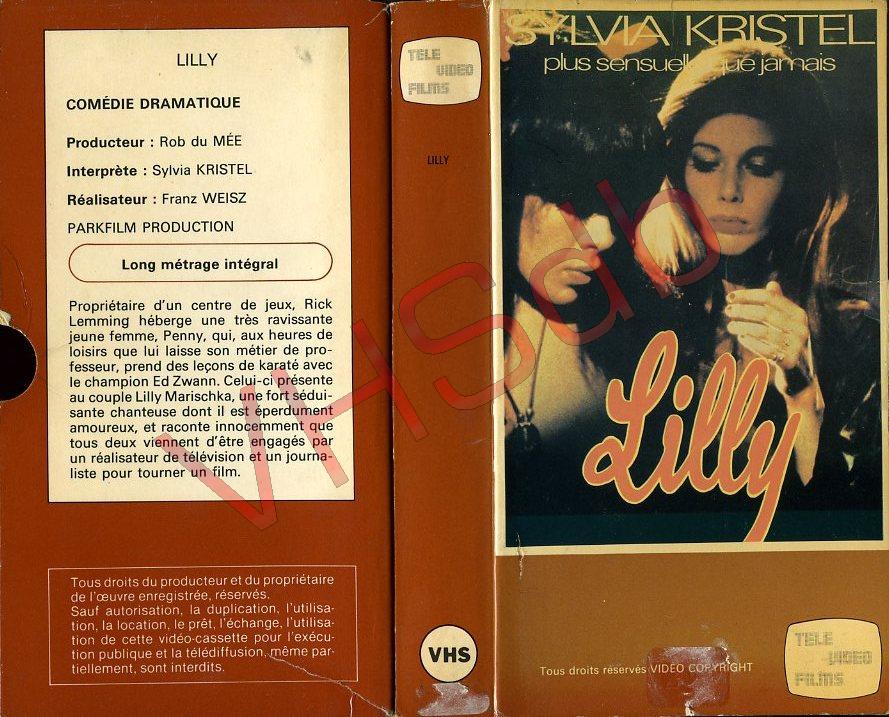 LILLY
COMÉDIE DRAMATIQUE
Producteur : Rob du MÉE
Interprète : Sylvia KRISTEL
Réalisateur : Franz WEISZ
PARKFILM PRODUCTION
Long métrage intégral
Propriétaire d'un centre de jeux, Rick
Lemming héberge une très ravissante
jeune femme, Penny, qui, aux heures de
loisirs que lui laisse son métier de pro-
fesseur, prend des leçons de karaté avec
le champion Ed Zwann. Celui-ci présente
au couple Lilly Marischka, une fort sédui-
sante chanteuse dont il est éperdument
amoureux, et raconte innocemment que
tous deux viennent d'être engagés par
un réalisateur de télévision et un journa-
liste pour tourner un film.
Tous droits du producteur et du propriétaire
de l'œuvre enregistrée, réservés.
Sauf autorisation, la duplication, l'utilisa-
tion, la location, le prêt, l'échange, l'utilisa-
tion de cette vidéo-cassette pour l'exécu-
tion publique et la télédiffusion, même par-
tiellement, sont interdits.
TELE
VIDEO
FILMS
LILLY
VHS
SYLVIA KRISTEL
plus sensuelle que jamais
Lilly
Tous droits réservés VIDEO COPYRIGHT
TELE
VIDEO
FILMS
VHSdb